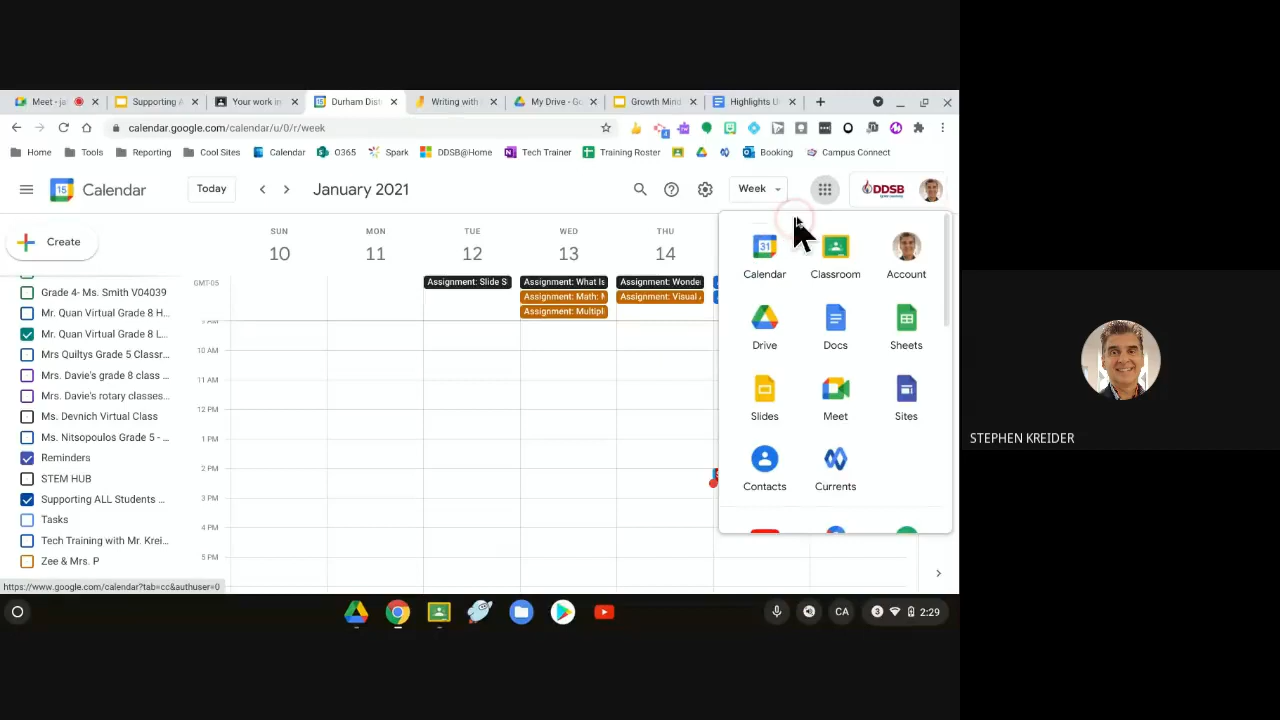 Meet - ja
Supporting A
Your work in
Durham Dist
Writing with
My Drive - Go
Growth Mind
Highlights U
calendar.google.com/calendar/u/0/r/week
Home
Tools
Reporting
Cool Sites
Calendar
O365
Spark
DDSB@Home
Tech Trainer
Training Roster
Booking
Campus Connect
Calendar
Today
January 2021
Week
DDSB
Create
SUN
MON
TUE
WED
THU
10
11
12
13
14
GMT-05
Assignment: Slide S
Assignment: What Is
Assignment: Wonde
Assignment: Math:
Assignment: Visual
Assignment: Multipl
10 AM
11 AM
12 PM
1 PM
2 PM
3 PM
4 PM
5 PM
Grade 4- Ms. Smith V04039
Mr. Quan Virtual Grade 8 H...
Mr. Quan Virtual Grade 8 L...
Mrs Quiltys Grade 5 Classr...
Mrs. Davie's grade 8 class ...
Mrs. Davie's rotary classes...
Ms. Devnich Virtual Class
Ms. Nitsopoulos Grade 5 - ...
Reminders
STEM HUB
Supporting ALL Students ...
Tasks
Tech Training with Mr. Krei...
Zee & Mrs. P
Calendar
Classroom
Account
Drive
Docs
Sheets
Slides
Meet
Sites
Contacts
Currents
https://www.google.com/calendar?tab=cc&authuser=0
CA
3
2:29
STEPHEN KREIDER